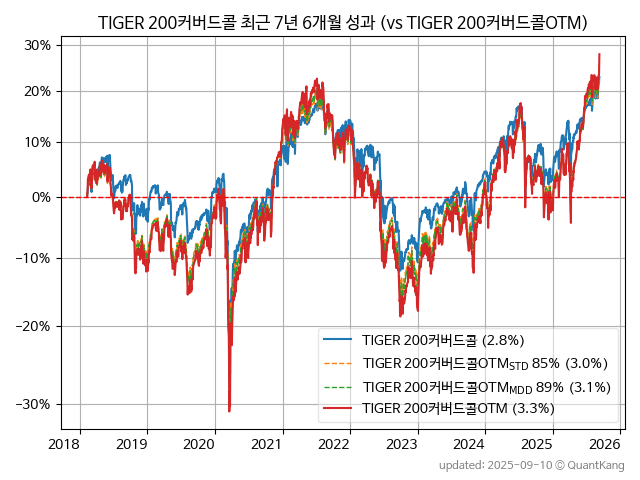 TIGER 200커버드콜 최근 7년 6개월 성과 (vs TIGER 200커버드콜OTM)
30%
20%
10%
0%
−10%
−20%
−30%
TIGER 200커버드콜 (2.8%)
TIGER 200커버드콜OTMSTD 85% (3.0%)
TIGER 200커버드콜OTMMDD 89% (3.1%)
TIGER 200커버드콜OTM (3.3%)
2018 2019 2020 2021 2022 2023 2024 2025 2026
updated: 2025-09-10 © QuantKang